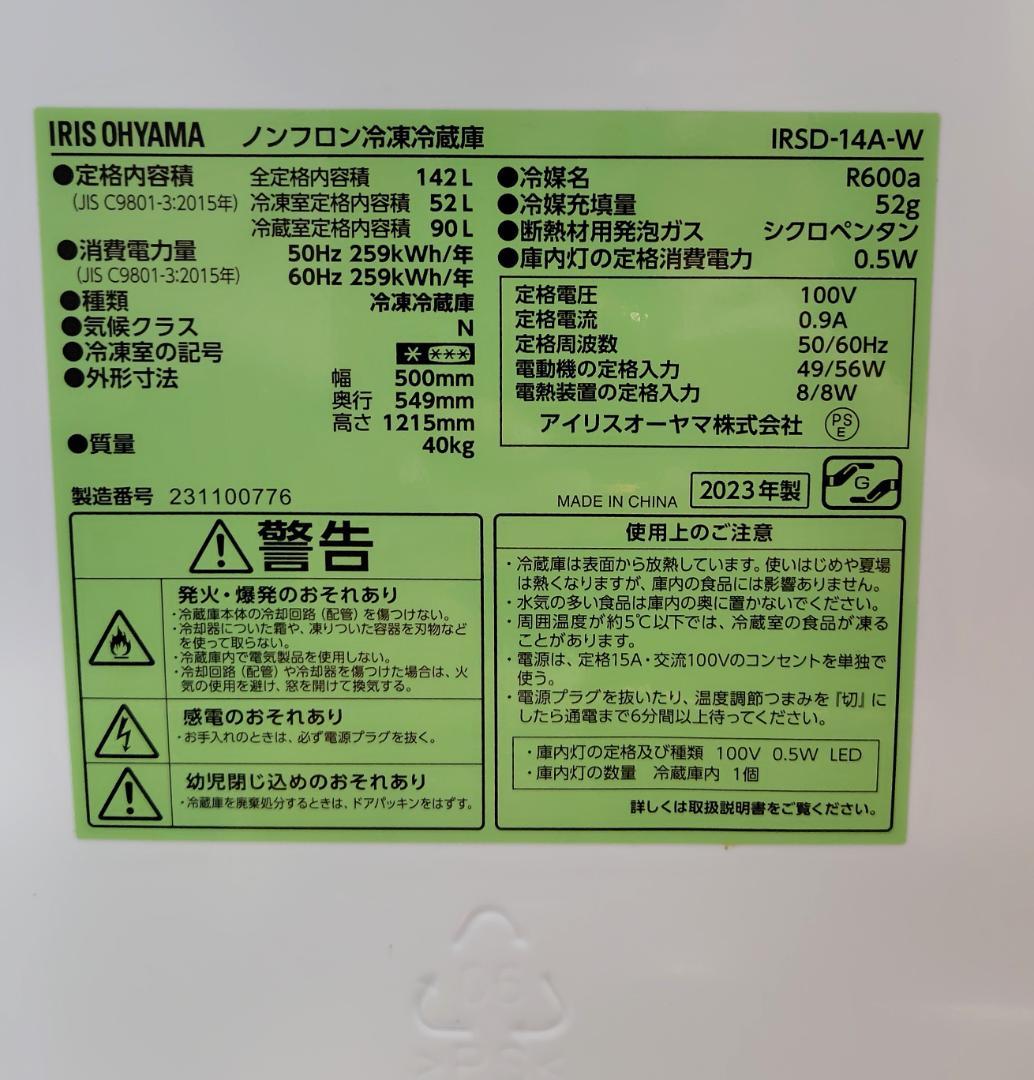 IRIS OHYAMA ノンフロン冷凍冷蔵庫 IRSD-14A-W
●定格内容積 全定格内容積 142L
(JIS C9801-3:2015年) 冷凍室定格内容積 52L
冷蔵室定格内容積 90L
●消費電力量 50Hz 259kWh/年
(JIS C9801-3:2015年) 60Hz 259kWh/年
●種類 冷凍冷蔵庫
●気候クラス N
●冷凍室の記号
●外形寸法 幅 500mm
奥行 549mm
高さ 1215mm
●質量 40kg
製造番号 231100776
●冷媒名 R600a
●冷媒充填量 52g
●断熱材用発泡ガス シクロペンタン
●庫内灯の定格消費電力 0.5W
定格電圧 100V
定格電流 0.9A
定格周波数 50/60Hz
電動機の定格入力 49/56W
電熱装置の定格入力 8/8W
アイリスオーヤマ株式会社 PSE
MADE IN CHINA 2023年製 G
警告
発火・爆発のおそれあり
・冷蔵庫本体の冷却回路（配管）を傷つけない。
・冷却器についた霜や、凍りついた容器を刃物など
を使って取らない。
・冷蔵庫内で電気製品を使用しない。
・冷却回路（配管）や冷却器を傷つけた場合は、火
気の使用を避け、窓を開けて換気する。
感電のおそれあり
・お手入れのときは、必ず電源プラグを抜く。
幼児閉じ込めのおそれあり
・冷蔵庫を廃棄処分するときは、ドアパッキンをはずす。
使用上のご注意
・冷蔵庫は表面から放熱しています。使いはじめや夏場
は熱くなりますが、庫内の食品には影響ありません。
・水気の多い食品は庫内の奥に置かないでください。
・周囲温度が約5℃以下では、冷蔵室の食品が凍る
ことがあります。
・電源は、定格15A・交流100Vのコンセントを単独で
使う。
・電源プラグを抜いたり、温度調節つまみを『切』に
したら通電まで6分間以上待ってください。
・庫内灯の定格及び種類 100V 0.5W LED
・庫内灯の数量 冷蔵庫内 1個
詳しくは取扱説明書をご覧ください。
06
>PS<